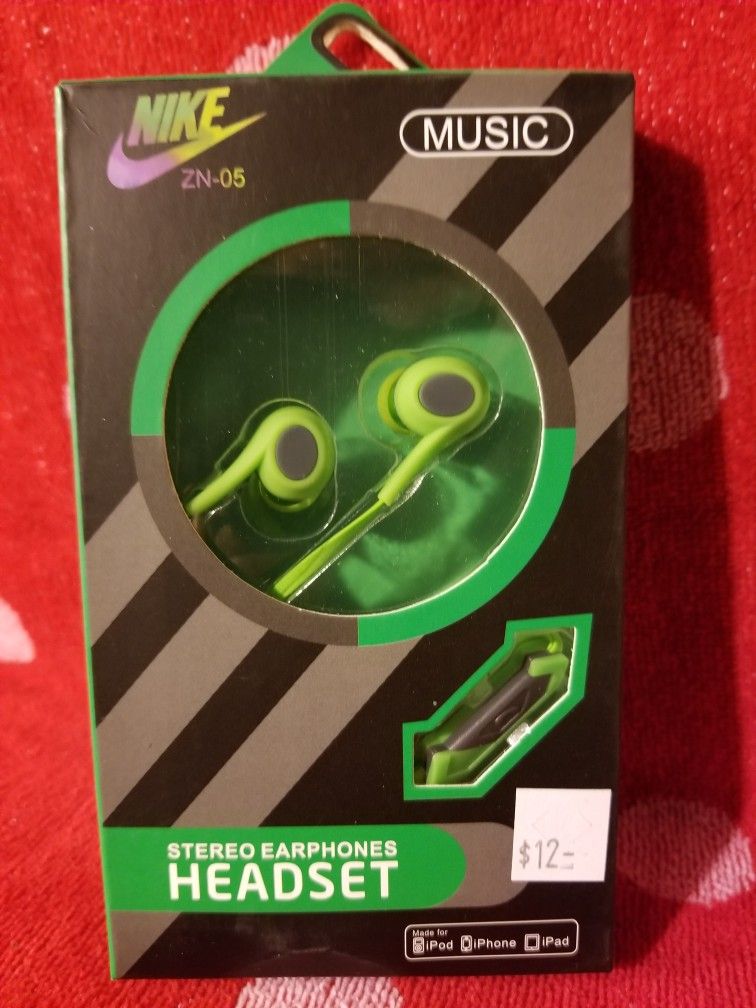 NIKE
ZN-05
MUSIC
STEREO EARPHONES
HEADSET
$12=
Made for
iPod iPhone iPad